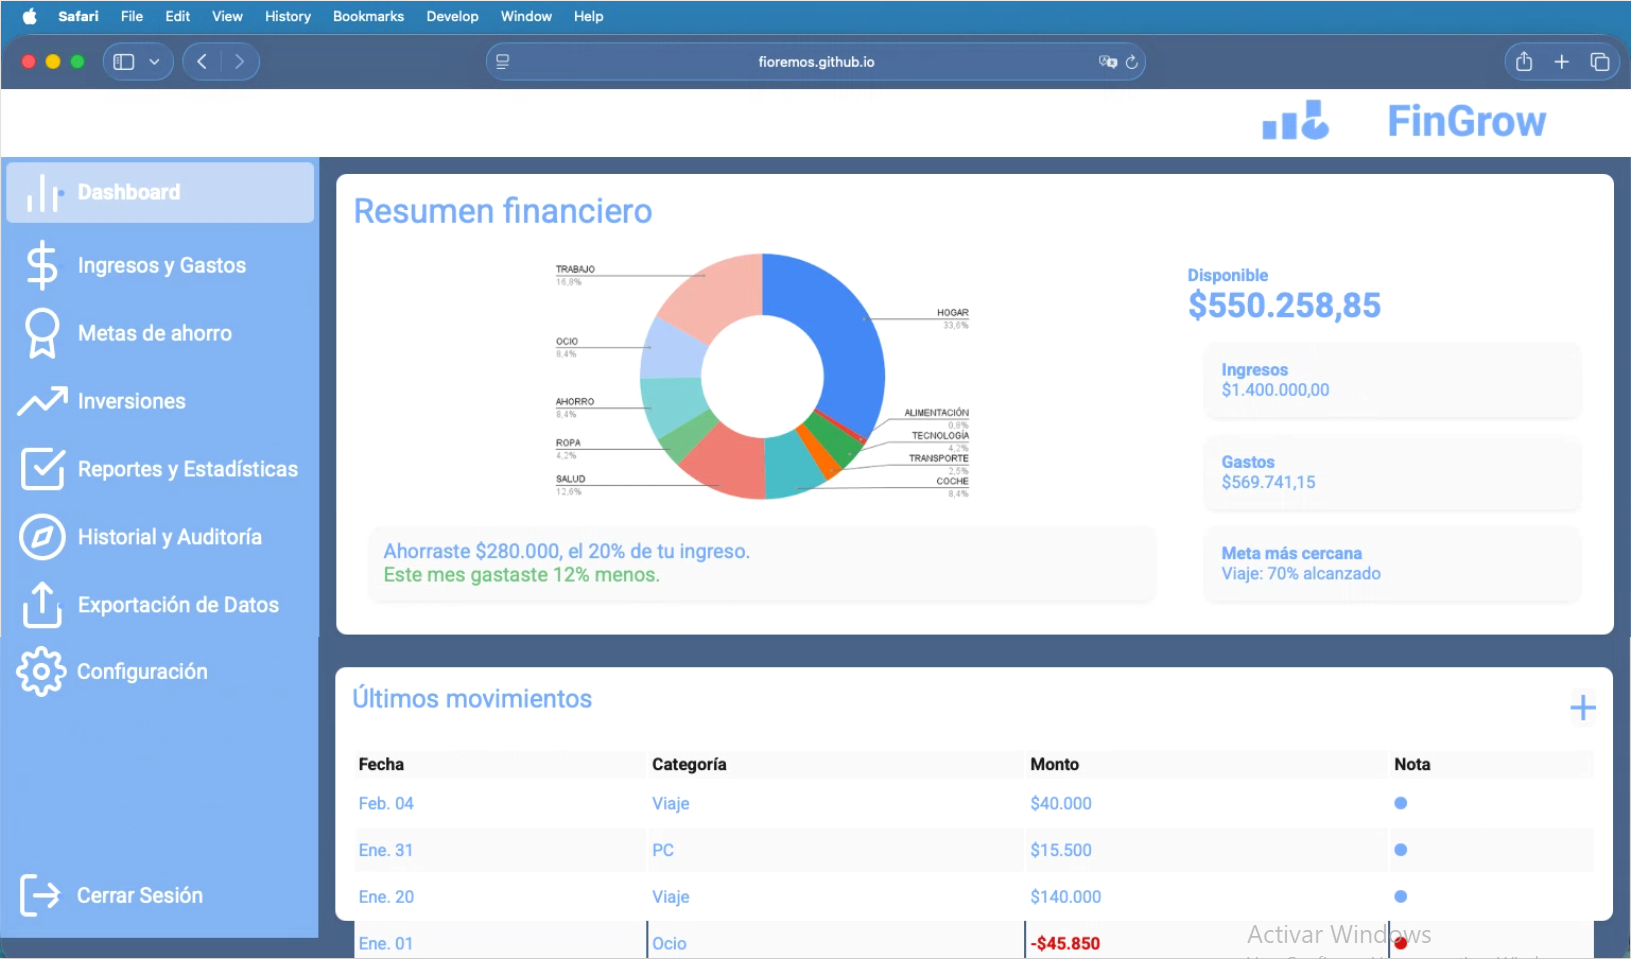 Safari File Edit View History Bookmarks Develop Window Help
fioremos.github.io
FinGrow
Dashboard
Ingresos y Gastos
Metas de ahorro
Inversiones
Reportes y Estadísticas
Historial y Auditoría
Exportación de Datos
Configuración
Cerrar Sesión
Resumen financiero
TRABAJO
16,8%
OCIO
8,4%
AHORRO
8,4%
ROPA
4,2%
SALUD
12,6%
HOGAR
33,6%
ALIMENTACIÓN
0,8%
TECNOLOGÍA
4,2%
TRANSPORTE
2,5%
COCHE
8,4%
Disponible
$550.258,85
Ingresos
$1.400.000,00
Gastos
$569.741,15
Meta más cercana
Viaje: 70% alcanzado
Ahorraste $280.000, el 20% de tu ingreso.
Este mes gastaste 12% menos.
Últimos movimientos
Fecha Categoría Monto Nota
Feb. 04 Viaje $40.000
Ene. 31 PC $15.500
Ene. 20 Viaje $140.000
Ene. 01 Ocio -$45.850
Activar Windows